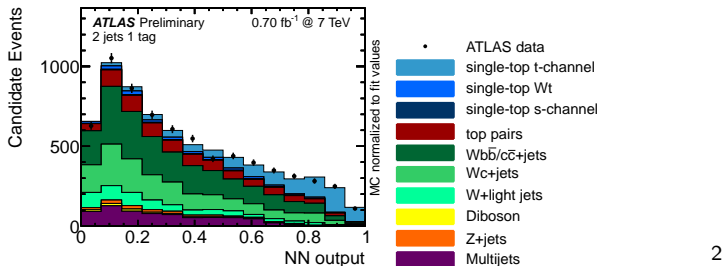 ATLAS Preliminary 0.70 fb⁻¹ @ 7 TeV
2 jets 1 tag
Candidate Events
1000
500
0
0 0.2 0.4 0.6 0.8 1
NN output
MC normalized to fit values
ATLAS data
single-top t-channel
single-top Wt
single-top s-channel
top pairs
Wbb̅/cc̅+jets
Wc+jets
W+light jets
Diboson
Z+jets
Multijets
2